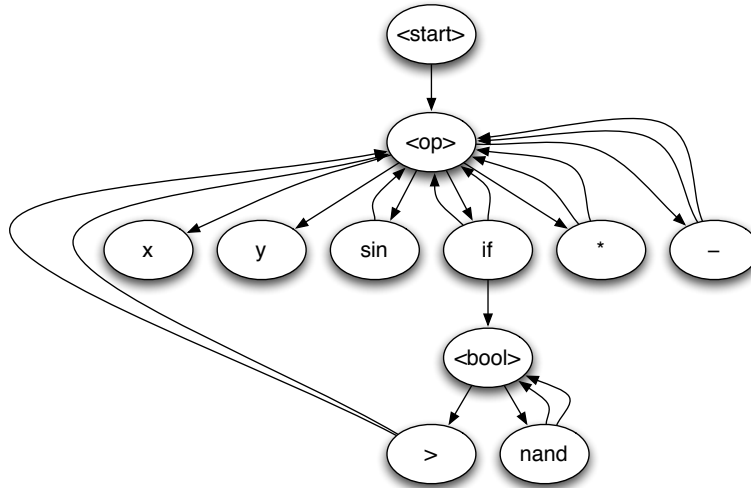 <start>
<op>
x
y
sin
if
*
–
<bool>
>
nand